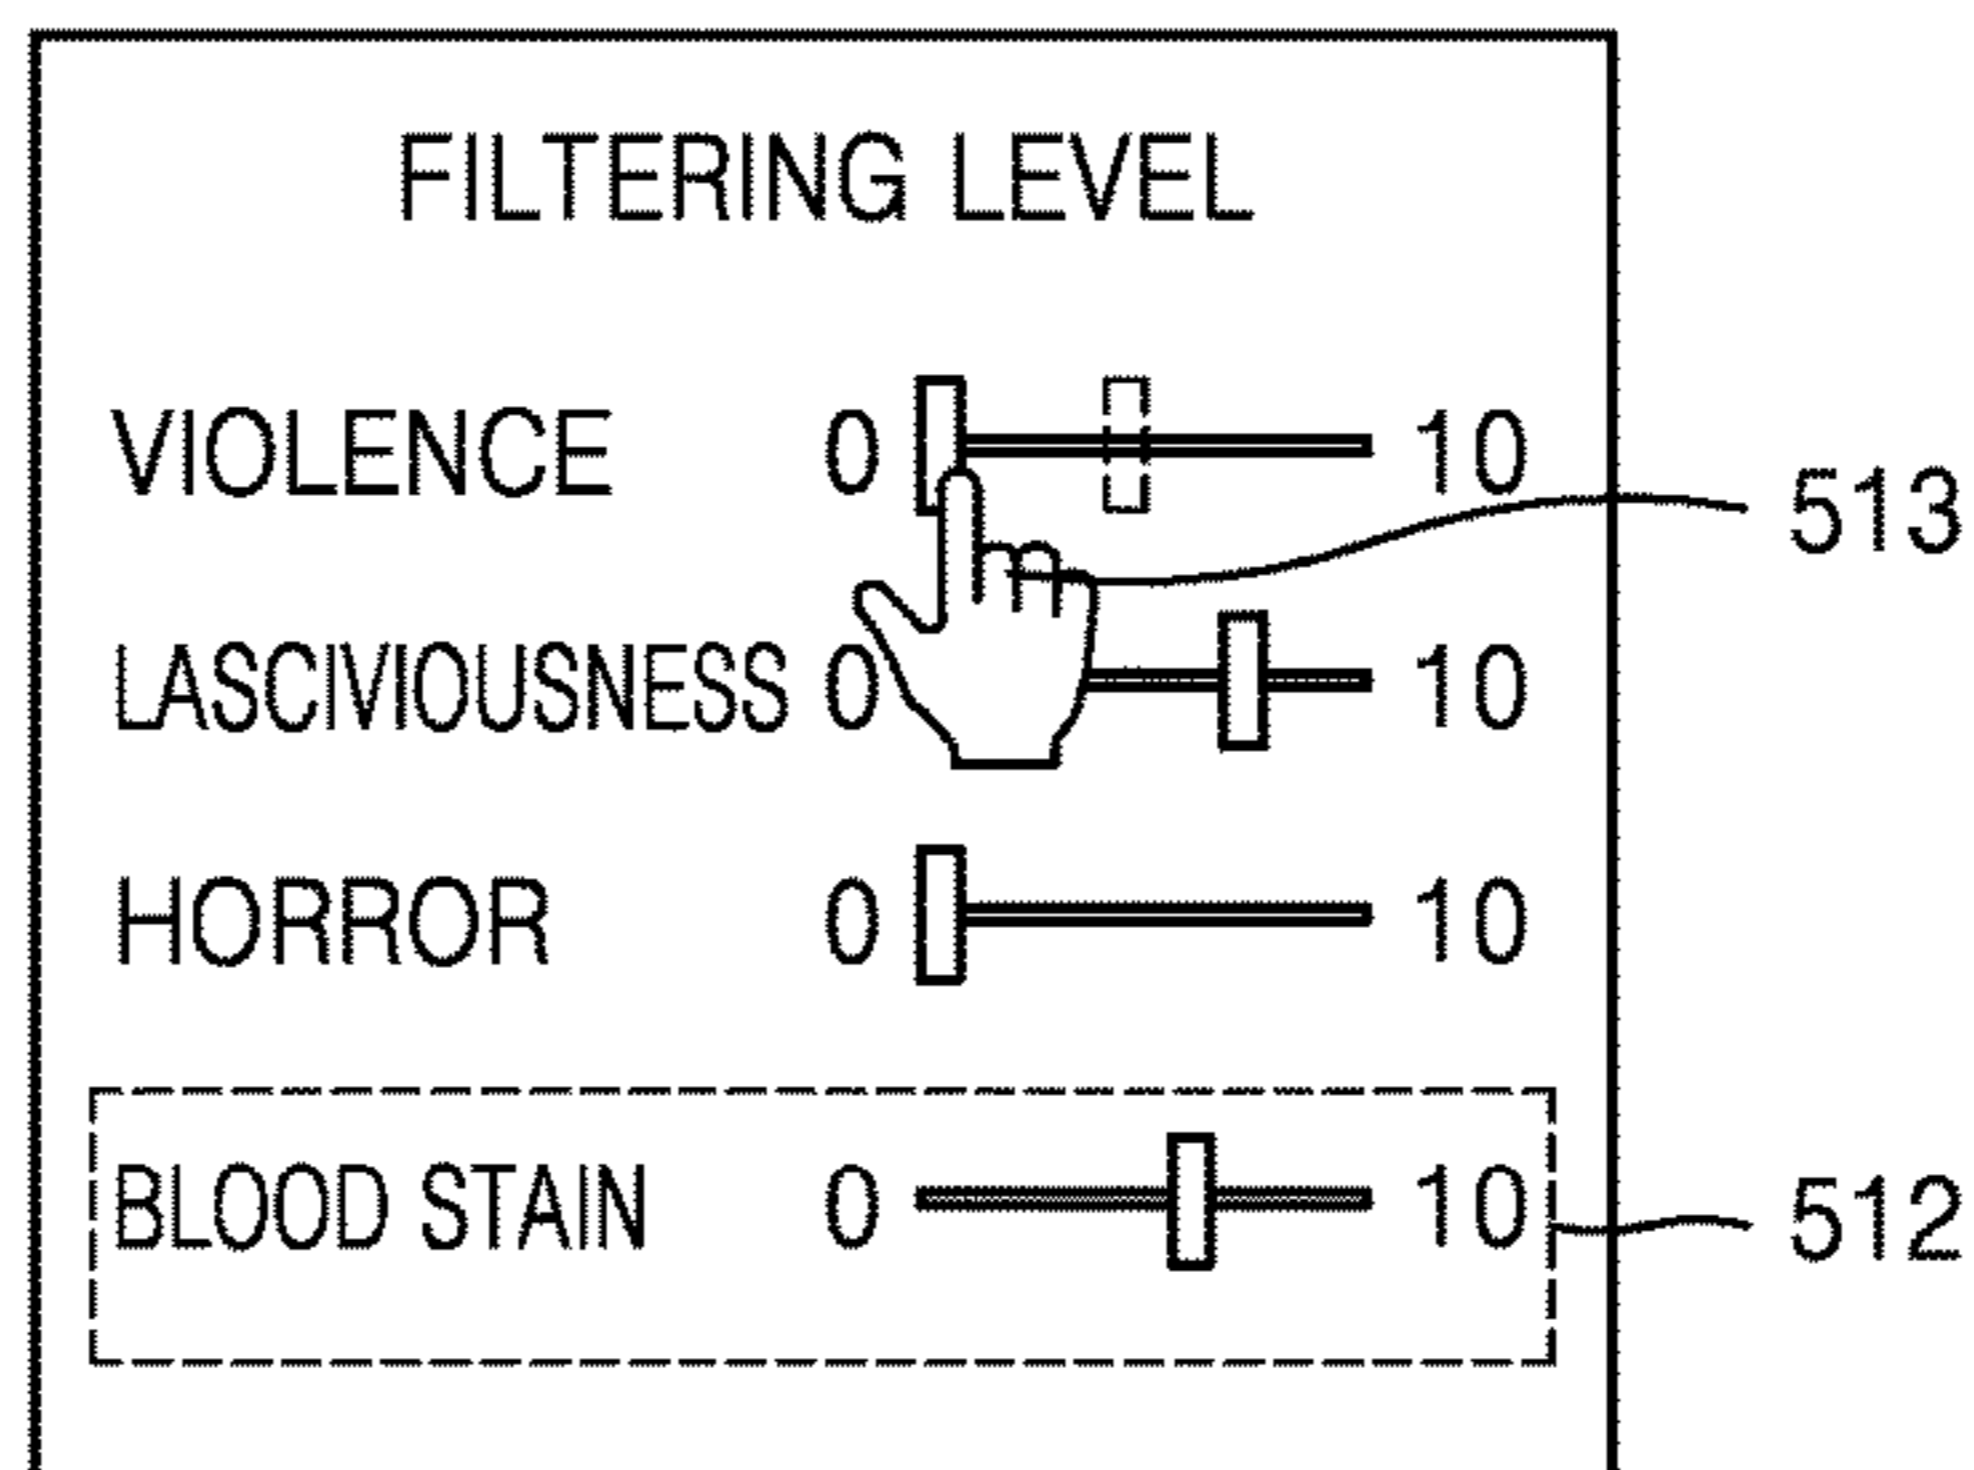 FILTERING LEVEL
VIOLENCE 0 10
513
LASCIVIOUSNESS 0 10
HORROR 0 10
BLOOD STAIN 0 10
512